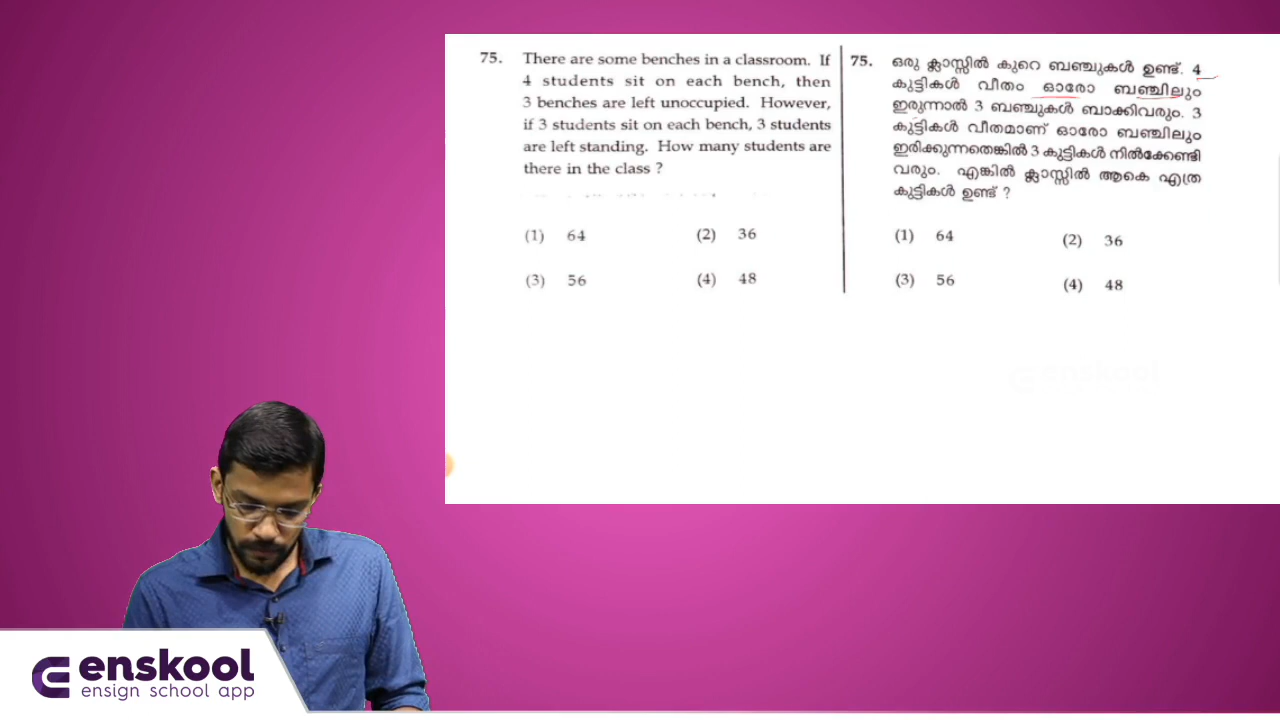 75. There are some benches in a classroom. If
4 students sit on each bench, then
3 benches are left unoccupied. However,
if 3 students sit on each bench, 3 students
are left standing. How many students are
there in the class ?
(1) 64 (2) 36
(3) 56 (4) 48
75. ഒരു ക്ലാസ്സിൽ കുറെ ബഞ്ചുകൾ ഉണ്ട്. 4
കുട്ടികൾ വീതം ഓരോ ബഞ്ചിലും
ഇരുന്നാൽ 3 ബഞ്ചുകൾ ബാക്കിവരും. 3
കുട്ടികൾ വീതമാണ് ഓരോ ബഞ്ചിലും
ഇരിക്കുന്നതെങ്കിൽ 3 കുട്ടികൾ നിൽക്കേണ്ടി
വരും. എങ്കിൽ ക്ലാസ്സിൽ ആകെ എത്ര
കുട്ടികൾ ഉണ്ട് ?
(1) 64 (2) 36
(3) 56 (4) 48
enskool
enskool
ensign school app